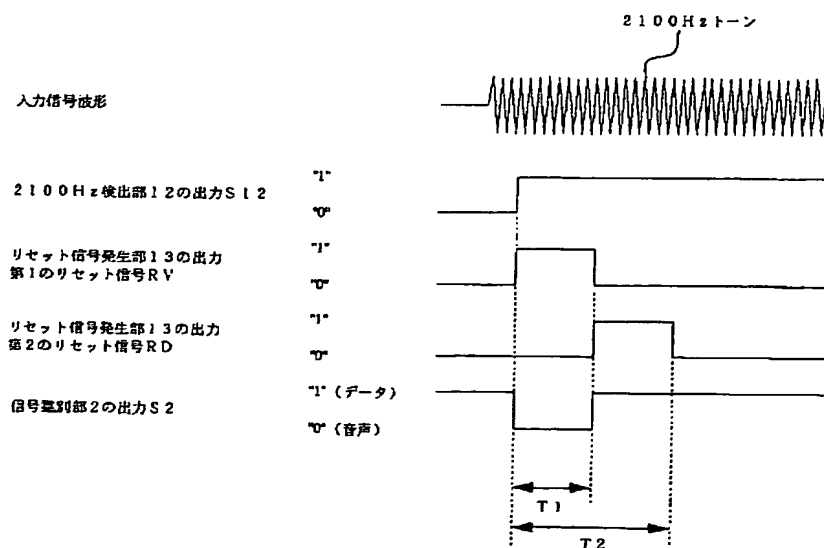 2100Hzトーン
入力信号波形
2100Hz検出部12の出力S12
"1"
"0"
リセット信号発生部13の出力
第1のリセット信号RV
"1"
"0"
リセット信号発生部13の出力
第2のリセット信号RD
"1"
"0"
信号識別部2の出力S2
"1"(データ)
"0"(音声)
T1
T2